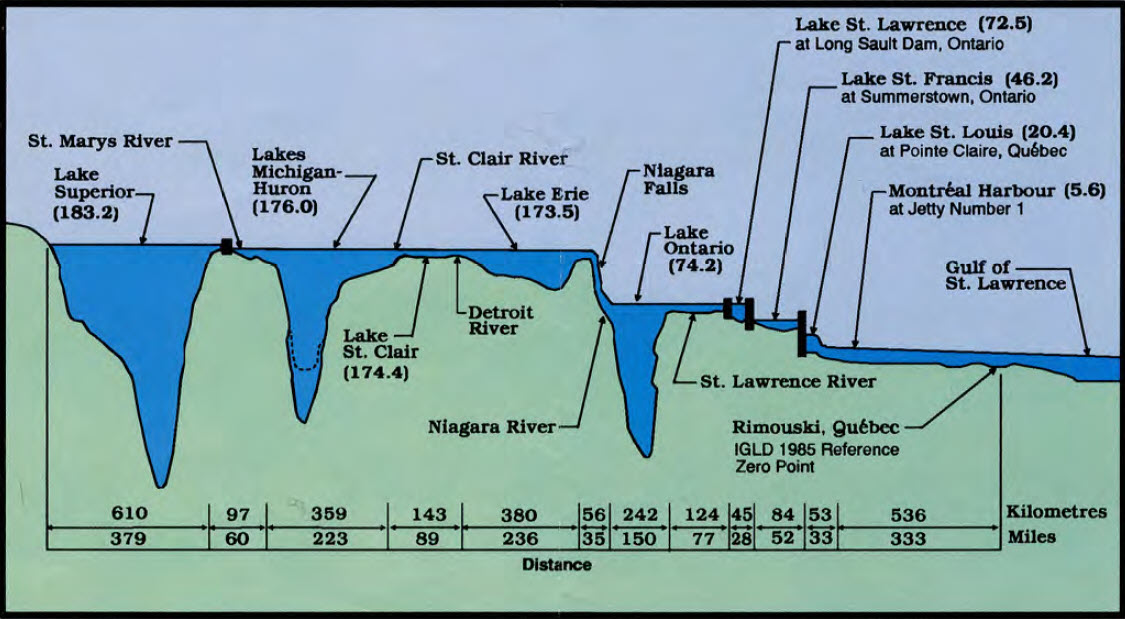 Lake St. Lawrence (72.5)
at Long Sault Dam, Ontario
Lake St. Francis (46.2)
at Summerstown, Ontario
Lake St. Louis (20.4)
at Pointe Claire, Québec
Montréal Harbour (5.6)
at Jetty Number 1
Gulf of
St. Lawrence
St. Marys River
Lake
Superior
(183.2)
Lakes
Michigan-
Huron
(176.0)
St. Clair River
Lake Erie
(173.5)
Niagara
Falls
Lake
Ontario
(74.2)
Detroit
River
Lake
St. Clair
(174.4)
Niagara River
St. Lawrence River
Rimouski, Québec
IGLD 1985 Reference
Zero Point
610 97 359 143 380 56 242 124 45 84 53 536 Kilometres
379 60 223 89 236 35 150 77 28 52 33 333 Miles
Distance